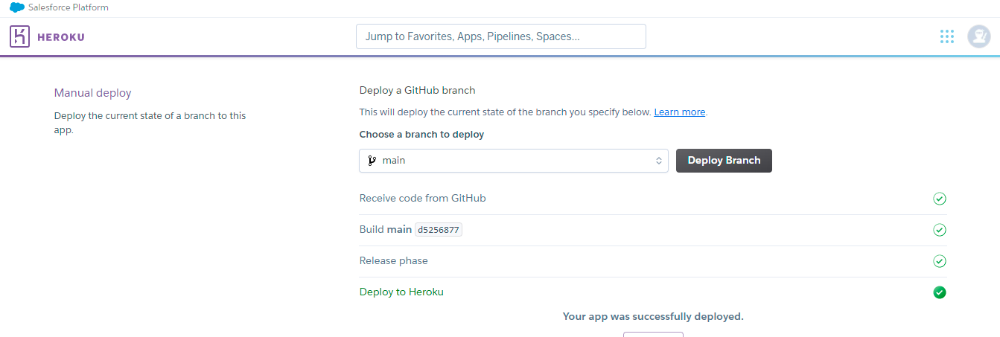 Salesforce Platform
HEROKU
Jump to Favorites, Apps, Pipelines, Spaces...
Manual deploy
Deploy the current state of a branch to this
app.
Deploy a GitHub branch
This will deploy the current state of the branch you specify below. Learn more.
Choose a branch to deploy
main
Deploy Branch
Receive code from GitHub
Build main d5256877
Release phase
Deploy to Heroku
Your app was successfully deployed.